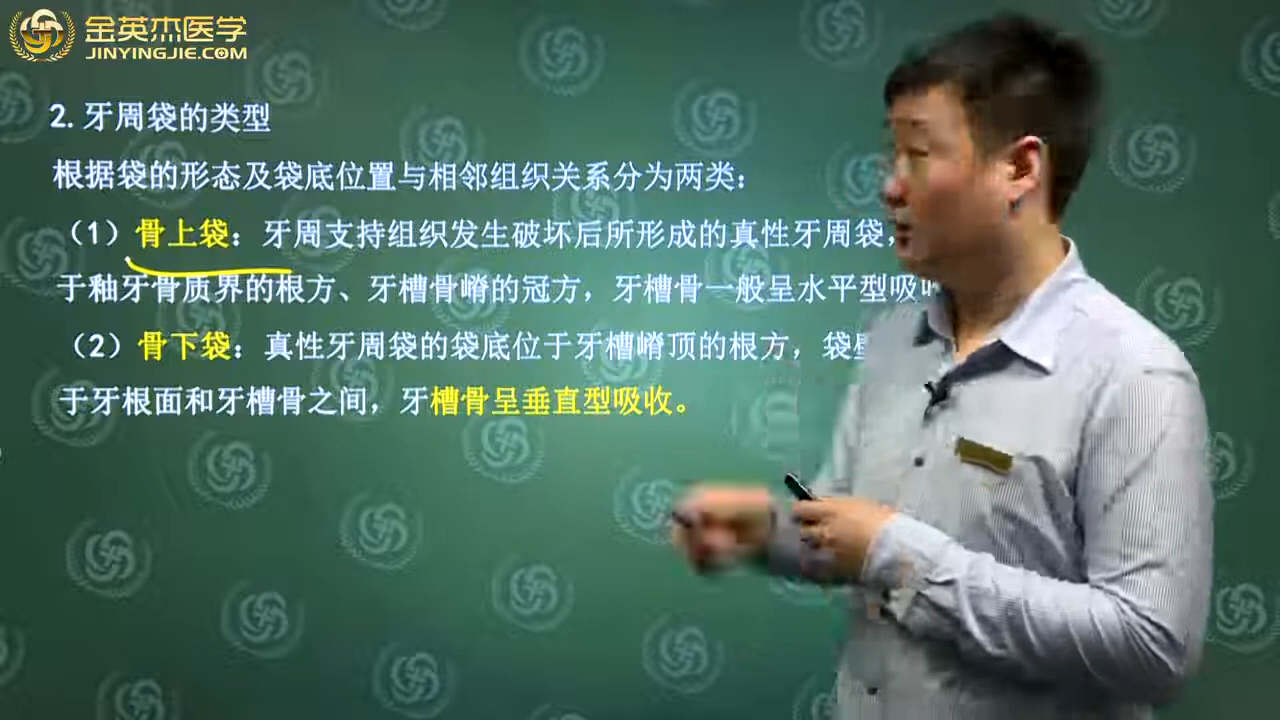 金英杰医学
JINYINGJIE.COM
2. 牙周袋的类型
根据袋的形态及袋底位置与相邻组织关系分为两类：
（1）骨上袋：牙周支持组织发生破坏后所形成的真性牙周袋，
于釉牙骨质界的根方、牙槽骨嵴的冠方，牙槽骨一般呈水平型吸
（2）骨下袋：真性牙周袋的袋底位于牙槽嵴顶的根方，袋
于牙根面和牙槽骨之间，牙槽骨呈垂直型吸收。